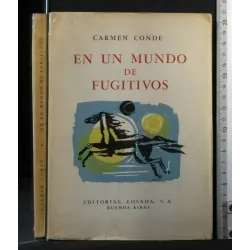 CARMEN CONDE
EN UN MUNDO
DE
FUGITIVOS
EDITORIAL LOSADA, S. A.
BUENOS AIRES